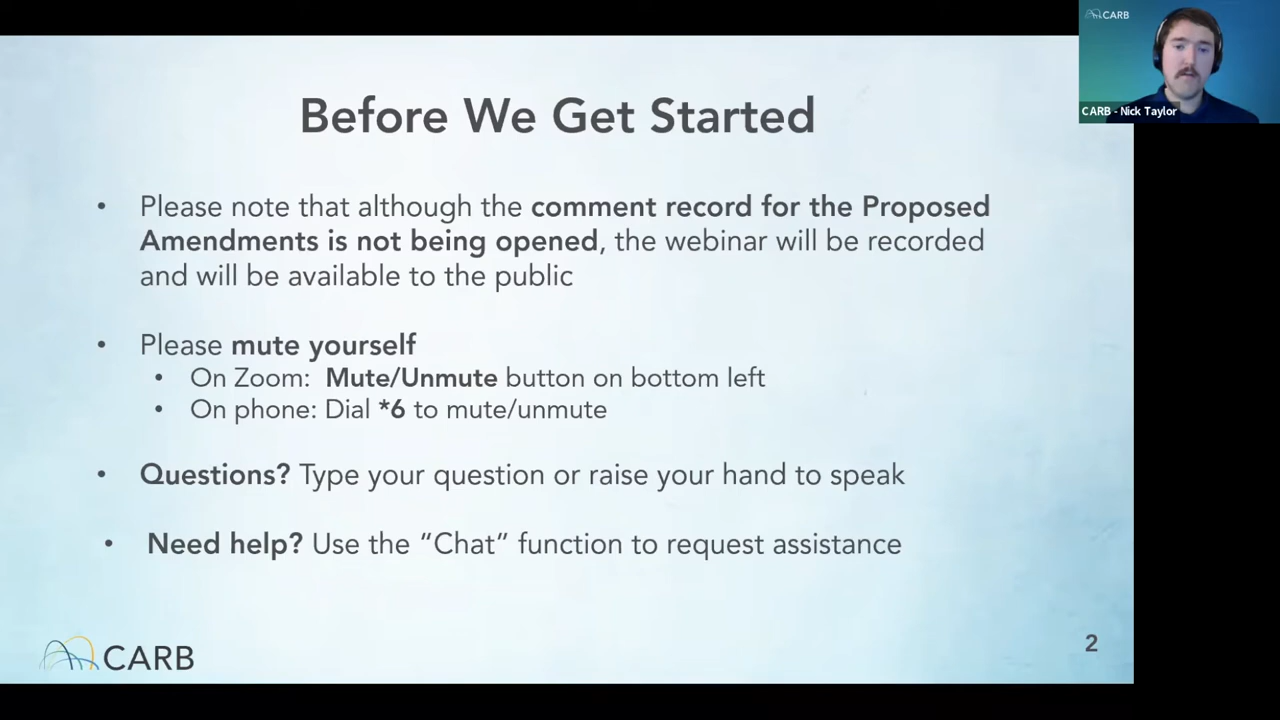 CARB
CARB - Nick Taylor
Before We Get Started
• Please note that although the comment record for the Proposed
Amendments is not being opened, the webinar will be recorded
and will be available to the public
• Please mute yourself
• On Zoom: Mute/Unmute button on bottom left
• On phone: Dial *6 to mute/unmute
• Questions? Type your question or raise your hand to speak
• Need help? Use the “Chat” function to request assistance
CARB
2